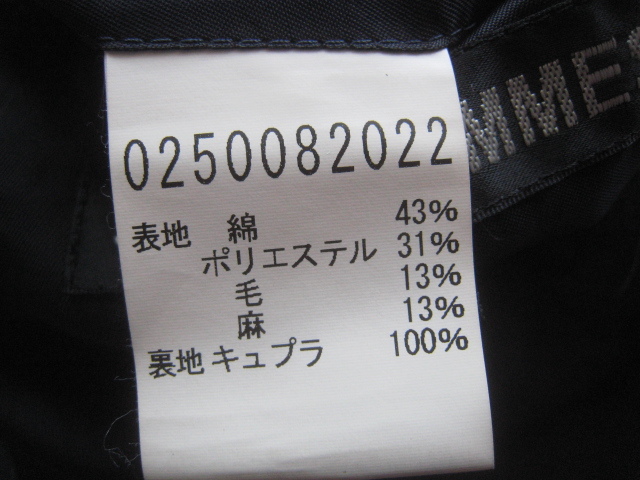 MME
0250082022
表地 綿 43%
ポリエステル 31%
毛 13%
麻 13%
裏地 キュプラ 100%